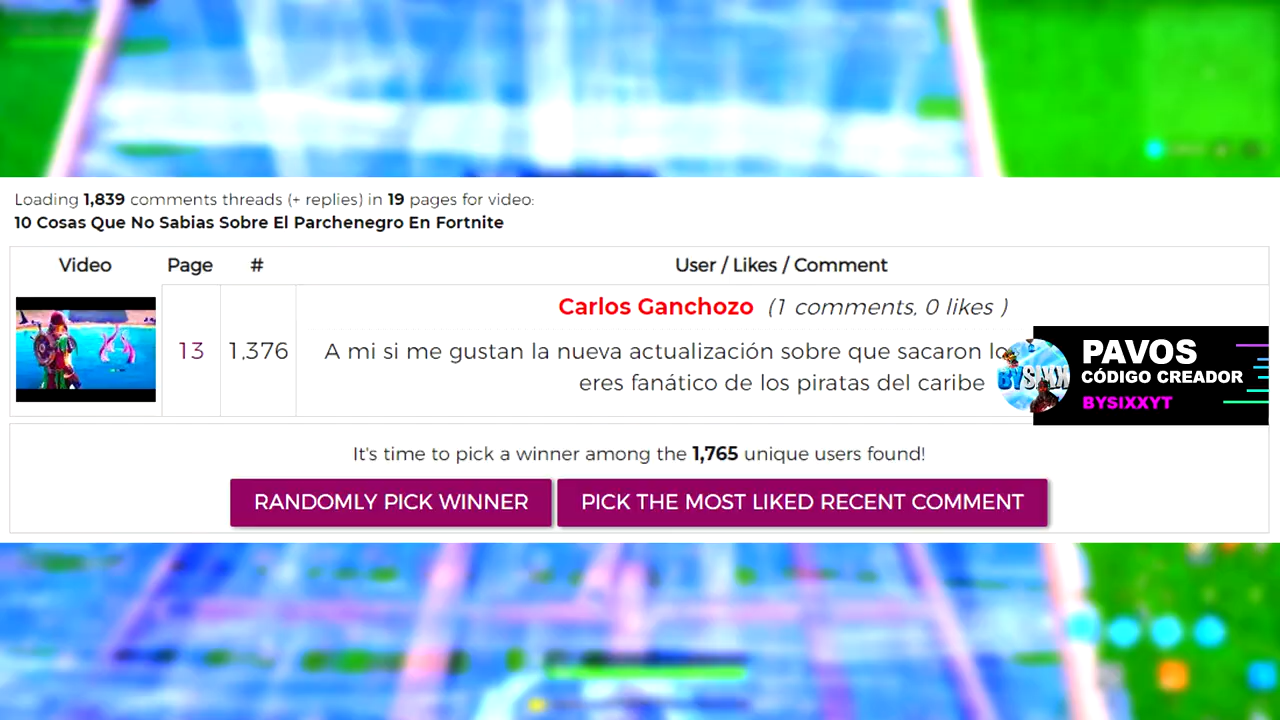 Loading 1,839 comments threads (+ replies) in 19 pages for video:
10 Cosas Que No Sabias Sobre El Parchenegro En Fortnite
Video Page # User / Likes / Comment
Carlos Ganchozo (1 comments, 0 likes )
13 1,376 A mi si me gustan la nueva actualización sobre que sacaron
eres fanático de los piratas del caribe
BYSIXX
PAVOS
CÓDIGO CREADOR
BYSIXXYT
It's time to pick a winner among the 1,765 unique users found!
RANDOMLY PICK WINNER PICK THE MOST LIKED RECENT COMMENT